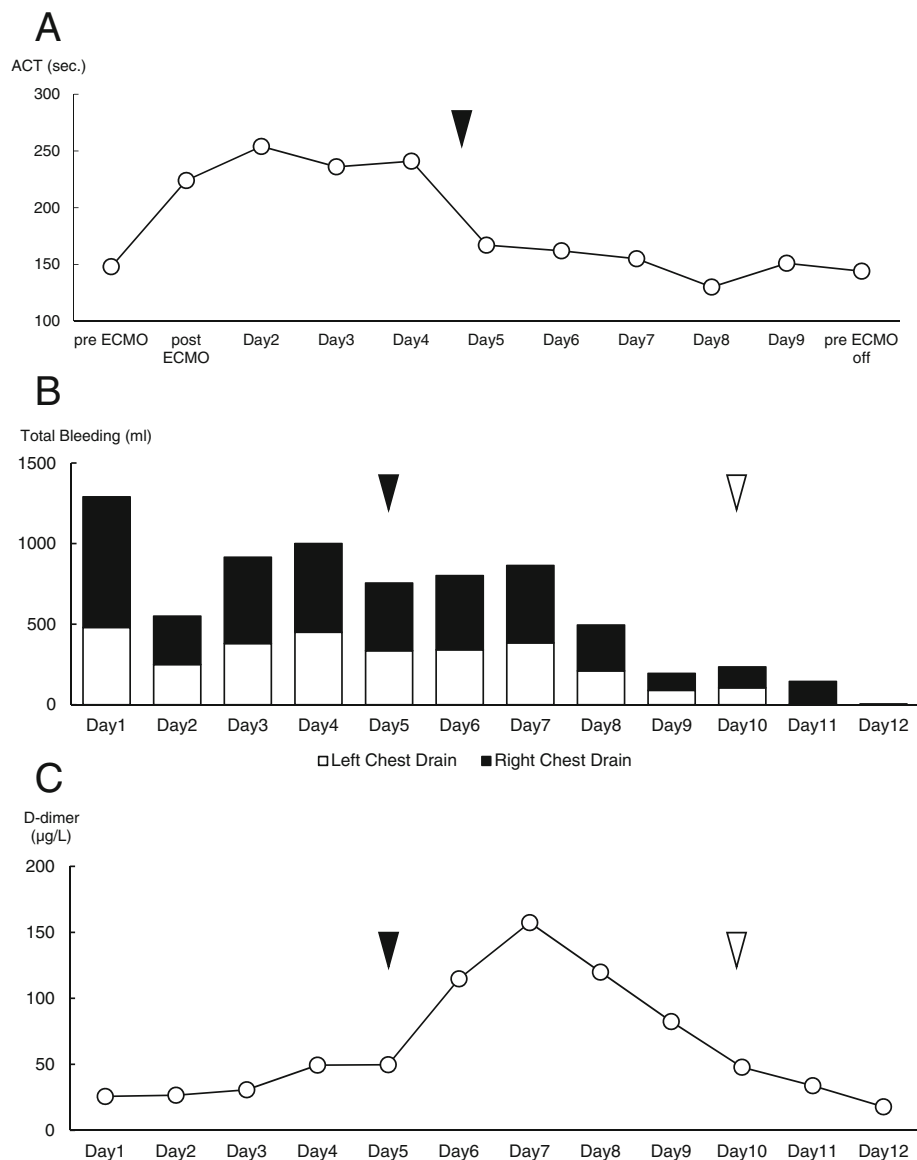 A
ACT (sec.)
300
250
200
150
100
pre ECMO post ECMO Day2 Day3 Day4 Day5 Day6 Day7 Day8 Day9 pre ECMO off
B
Total Bleeding (ml)
1500
1000
500
0
Day1 Day2 Day3 Day4 Day5 Day6 Day7 Day8 Day9 Day10 Day11 Day12
Left Chest Drain Right Chest Drain
C
D-dimer
(µg/L)
200
150
100
50
0
Day1 Day2 Day3 Day4 Day5 Day6 Day7 Day8 Day9 Day10 Day11 Day12